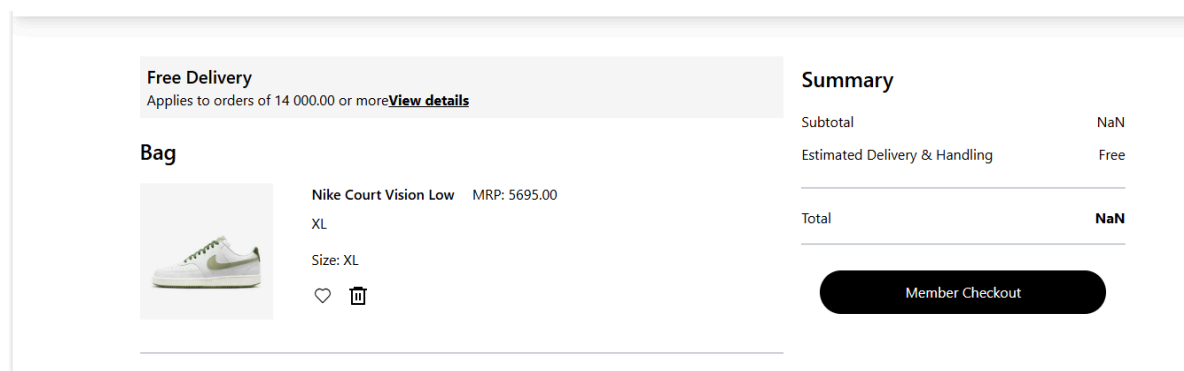 Free Delivery
Applies to orders of 14 000.00 or moreView details
Bag
Nike Court Vision Low MRP: 5695.00
XL
Size: XL
Summary
Subtotal NaN
Estimated Delivery & Handling Free
Total NaN
Member Checkout